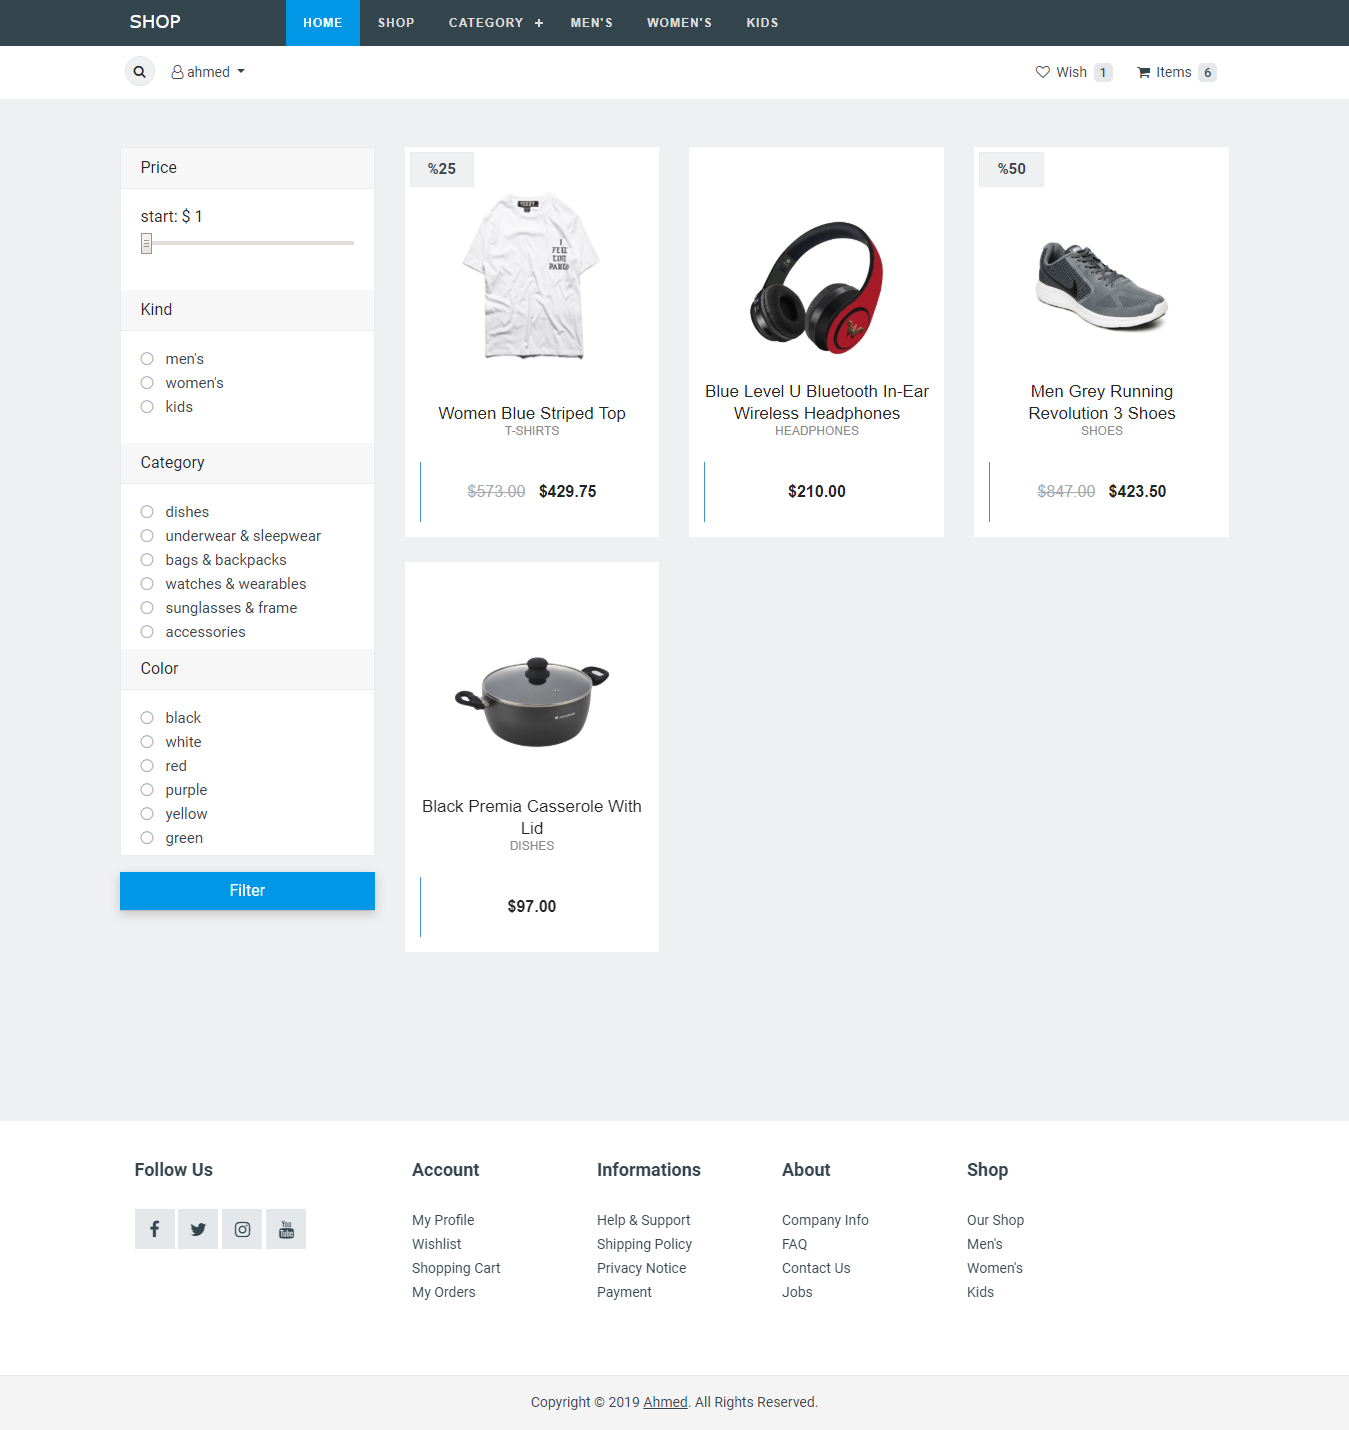 SHOP
HOME SHOP CATEGORY + MEN'S WOMEN'S KIDS
ahmed
Wish 1 Items 6
Price
start: $ 1
Kind
men's
women's
kids
Category
dishes
underwear & sleepwear
bags & backpacks
watches & wearables
sunglasses & frame
accessories
Color
black
white
red
purple
yellow
green
Filter
%25
I
FEEL
LIKE
PABLO
Women Blue Striped Top
T-SHIRTS
$573.00 $429.75
Blue Level U Bluetooth In-Ear
Wireless Headphones
HEADPHONES
$210.00
%50
Men Grey Running
Revolution 3 Shoes
SHOES
$847.00 $423.50
Black Premia Casserole With
Lid
DISHES
$97.00
Follow Us
You
Tube
Account
My Profile
Wishlist
Shopping Cart
My Orders
Informations
Help & Support
Shipping Policy
Privacy Notice
Payment
About
Company Info
FAQ
Contact Us
Jobs
Shop
Our Shop
Men's
Women's
Kids
Copyright © 2019 Ahmed. All Rights Reserved.